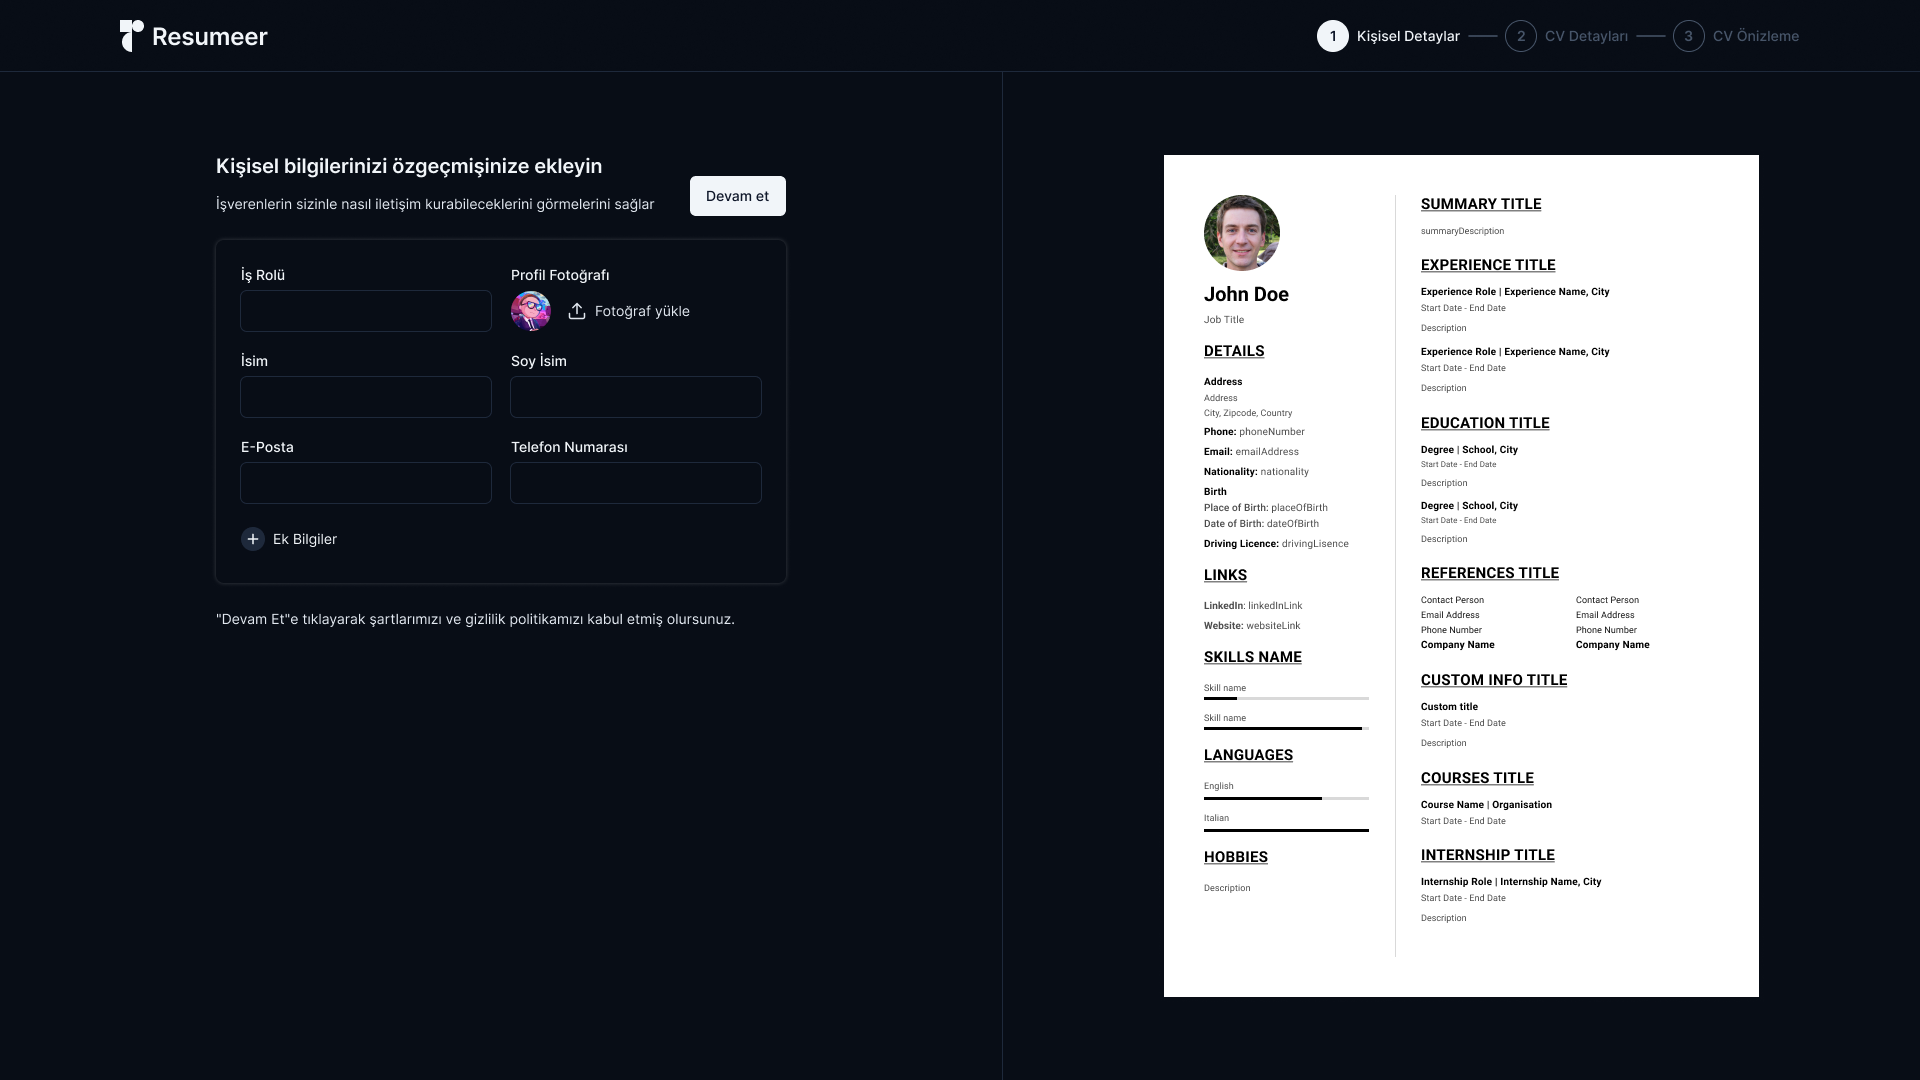 Resumeer
1 Kişisel Detaylar
2 CV Detayları
3 CV Önizleme
Kişisel bilgilerinizi özgeçmişinize ekleyin
İşverenlerin sizinle nasıl iletişim kurabileceklerini görmelerini sağlar
Devam et
İş Rolü
Profil Fotoğrafı
Fotoğraf yükle
İsim
Soy İsim
E-Posta
Telefon Numarası
Ek Bilgiler
"Devam Et"e tıklayarak şartlarımızı ve gizlilik politikamızı kabul etmiş olursunuz.
John Doe
Job Title
DETAILS
Address
Address
City, Zipcode, Country
Phone: phoneNumber
Email: emailAddress
Nationality: nationality
Birth
Place of Birth: placeOfBirth
Date of Birth: dateOfBirth
Driving Licence: drivingLisence
LINKS
LinkedIn: linkedInLink
Website: websiteLink
SKILLS NAME
Skill name
Skill name
LANGUAGES
English
Italian
HOBBIES
Description
SUMMARY TITLE
summaryDescription
EXPERIENCE TITLE
Experience Role | Experience Name, City
Start Date - End Date
Description
Experience Role | Experience Name, City
Start Date - End Date
Description
EDUCATION TITLE
Degree | School, City
Start Date - End Date
Description
Degree | School, City
Start Date - End Date
Description
REFERENCES TITLE
Contact Person
Email Address
Phone Number
Company Name
Contact Person
Email Address
Phone Number
Company Name
CUSTOM INFO TITLE
Custom title
Start Date - End Date
Description
COURSES TITLE
Course Name | Organisation
Start Date - End Date
INTERNSHIP TITLE
Internship Role | Internship Name, City
Start Date - End Date
Description